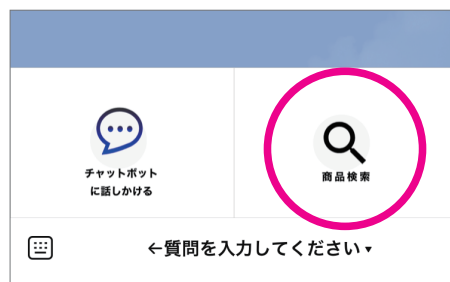 チャットボット
に話しかける
商品検索
←質問を入力してください▾